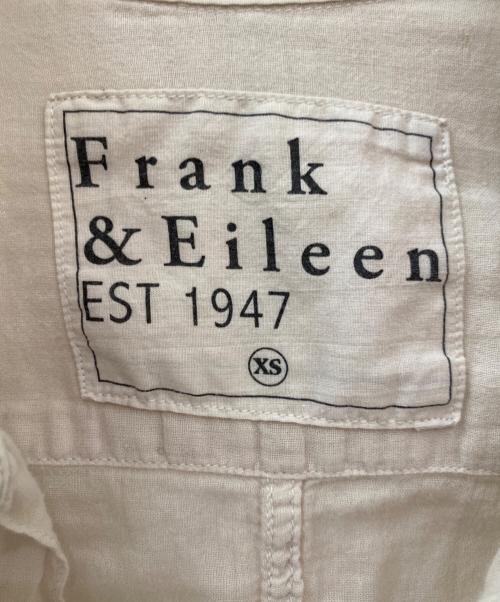 Frank
& Eileen
EST 1947
XS